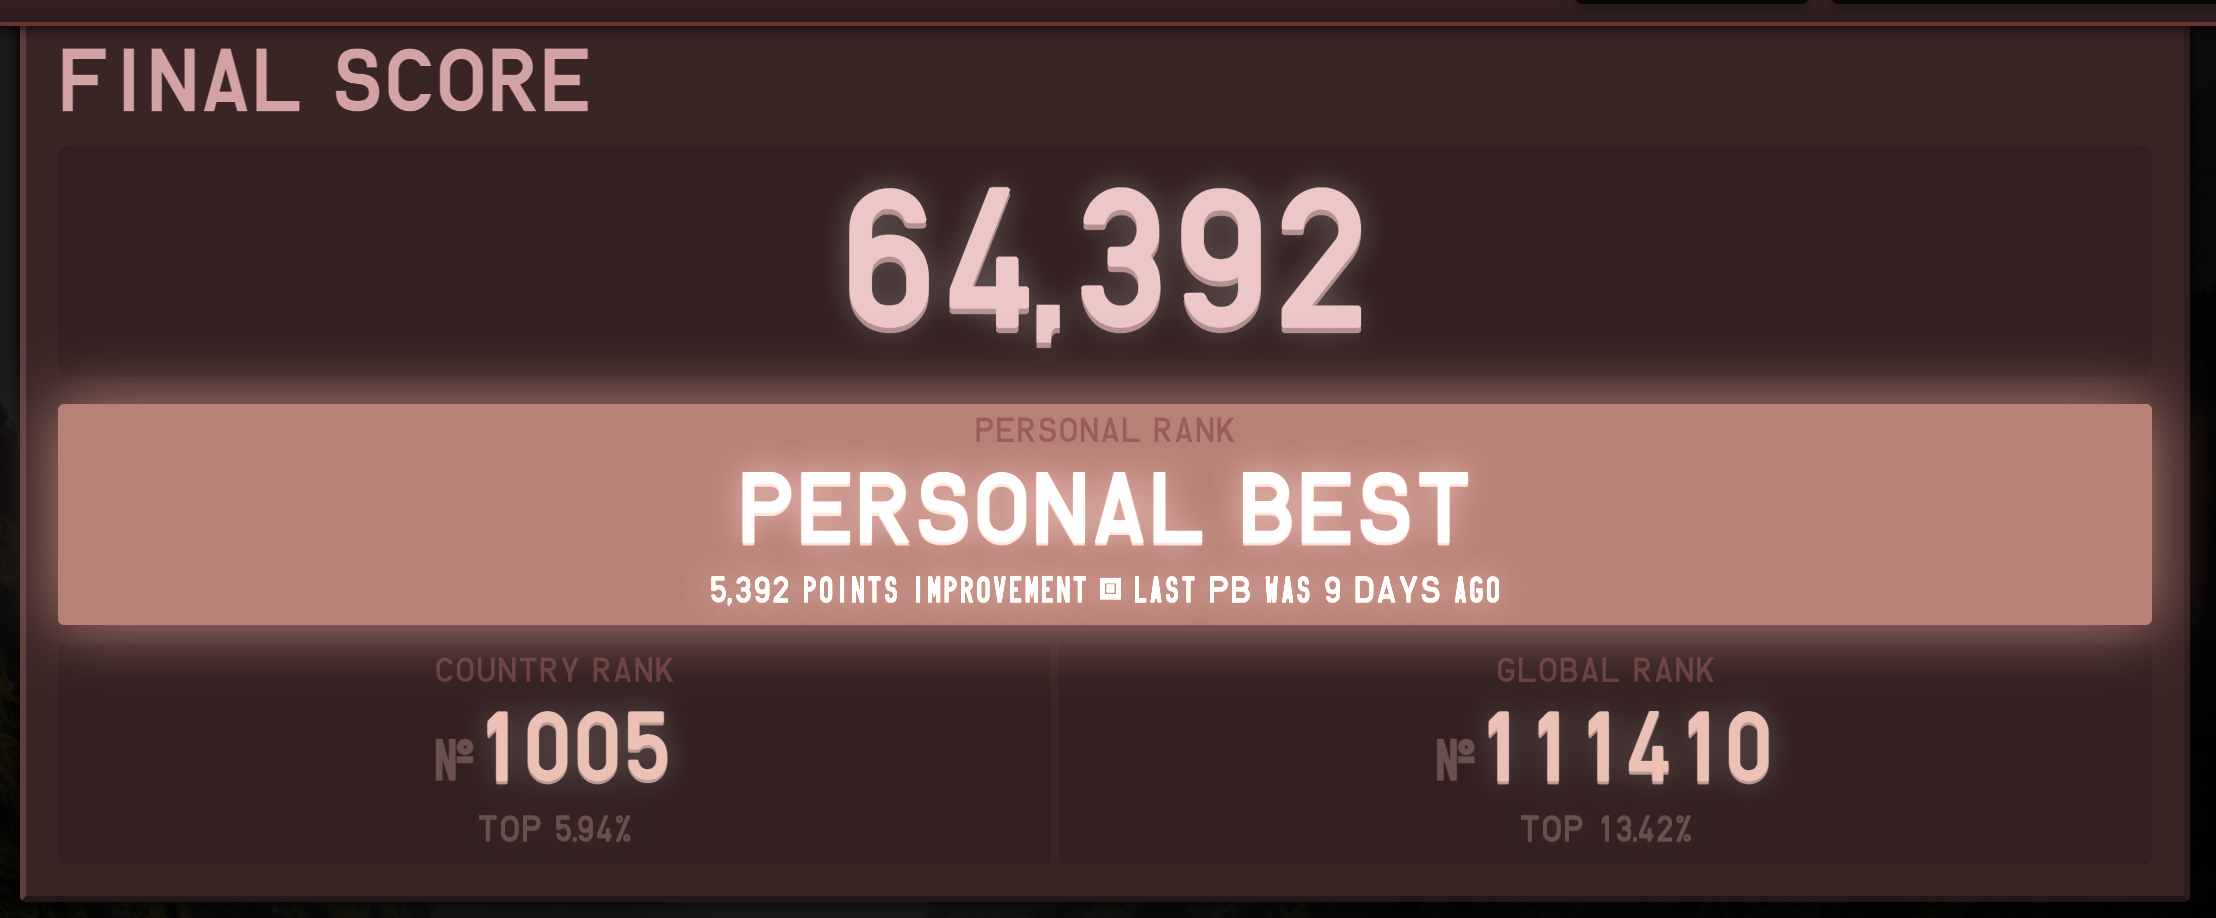 FINAL SCORE
64,392
PERSONAL RANK
PERSONAL BEST
5,392 POINTS IMPROVEMENT ▣ LAST PB WAS 9 DAYS AGO
COUNTRY RANK
№1005
TOP 5.94%
GLOBAL RANK
№111410
TOP 13.42%